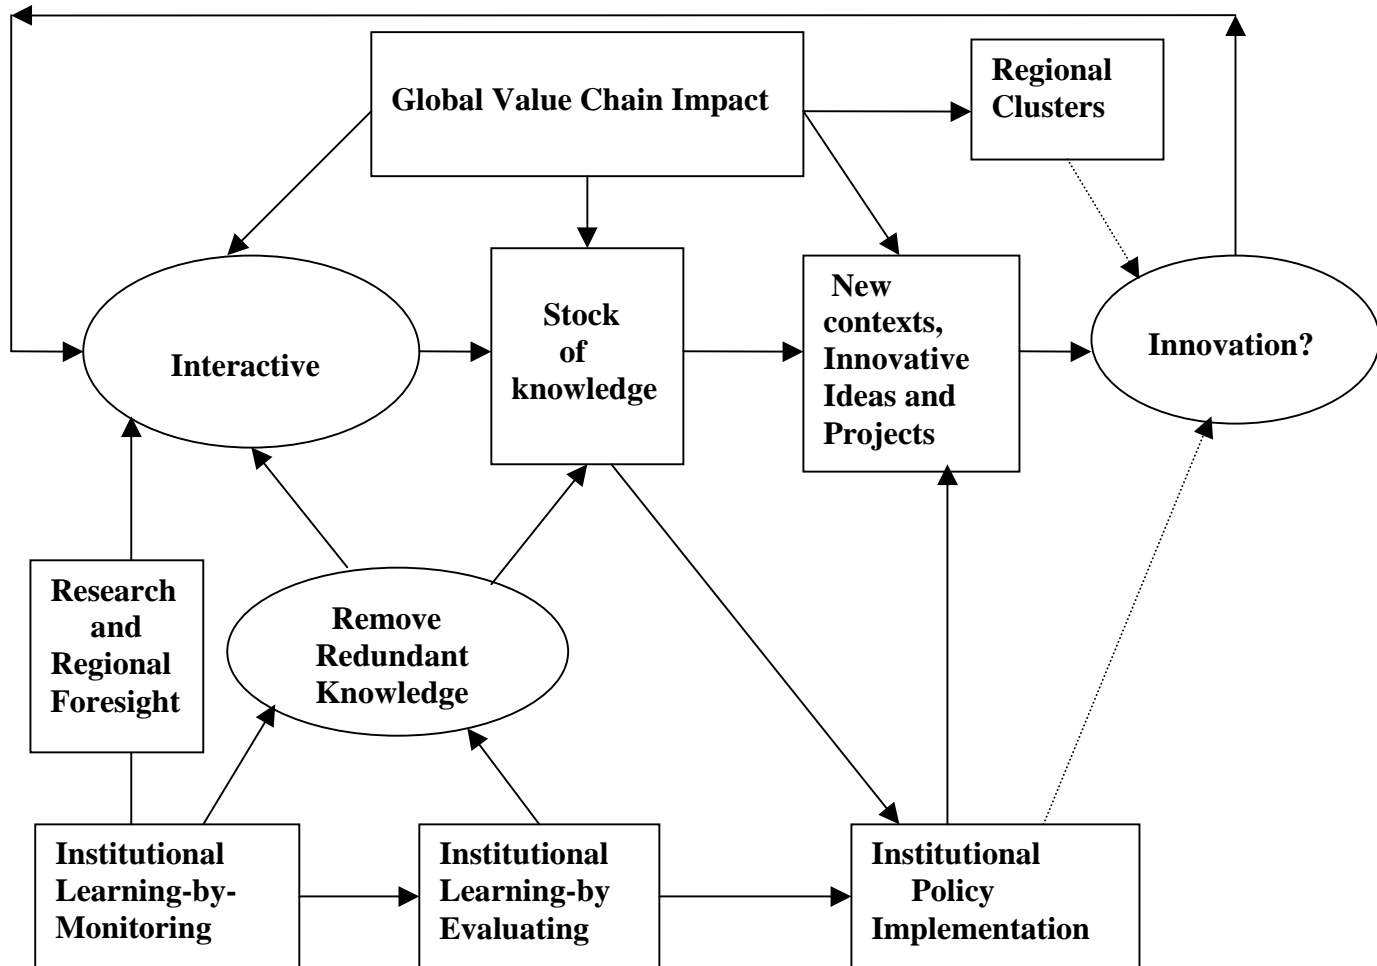 Global Value Chain Impact
Regional
Clusters
Interactive
Stock
of
knowledge
New
contexts,
Innovative
Ideas and
Projects
Innovation?
Research
and
Regional
Foresight
Remove
Redundant
Knowledge
Institutional
Learning-by-
Monitoring
Institutional
Learning-by
Evaluating
Institutional
Policy
Implementation